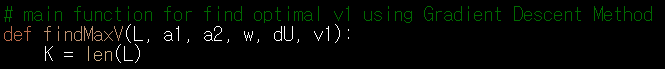 # main function for find optimal v1 using Gradient Descent Method
def findMaxV(L, a1, a2, w, dU, v1):
    K = len(L)